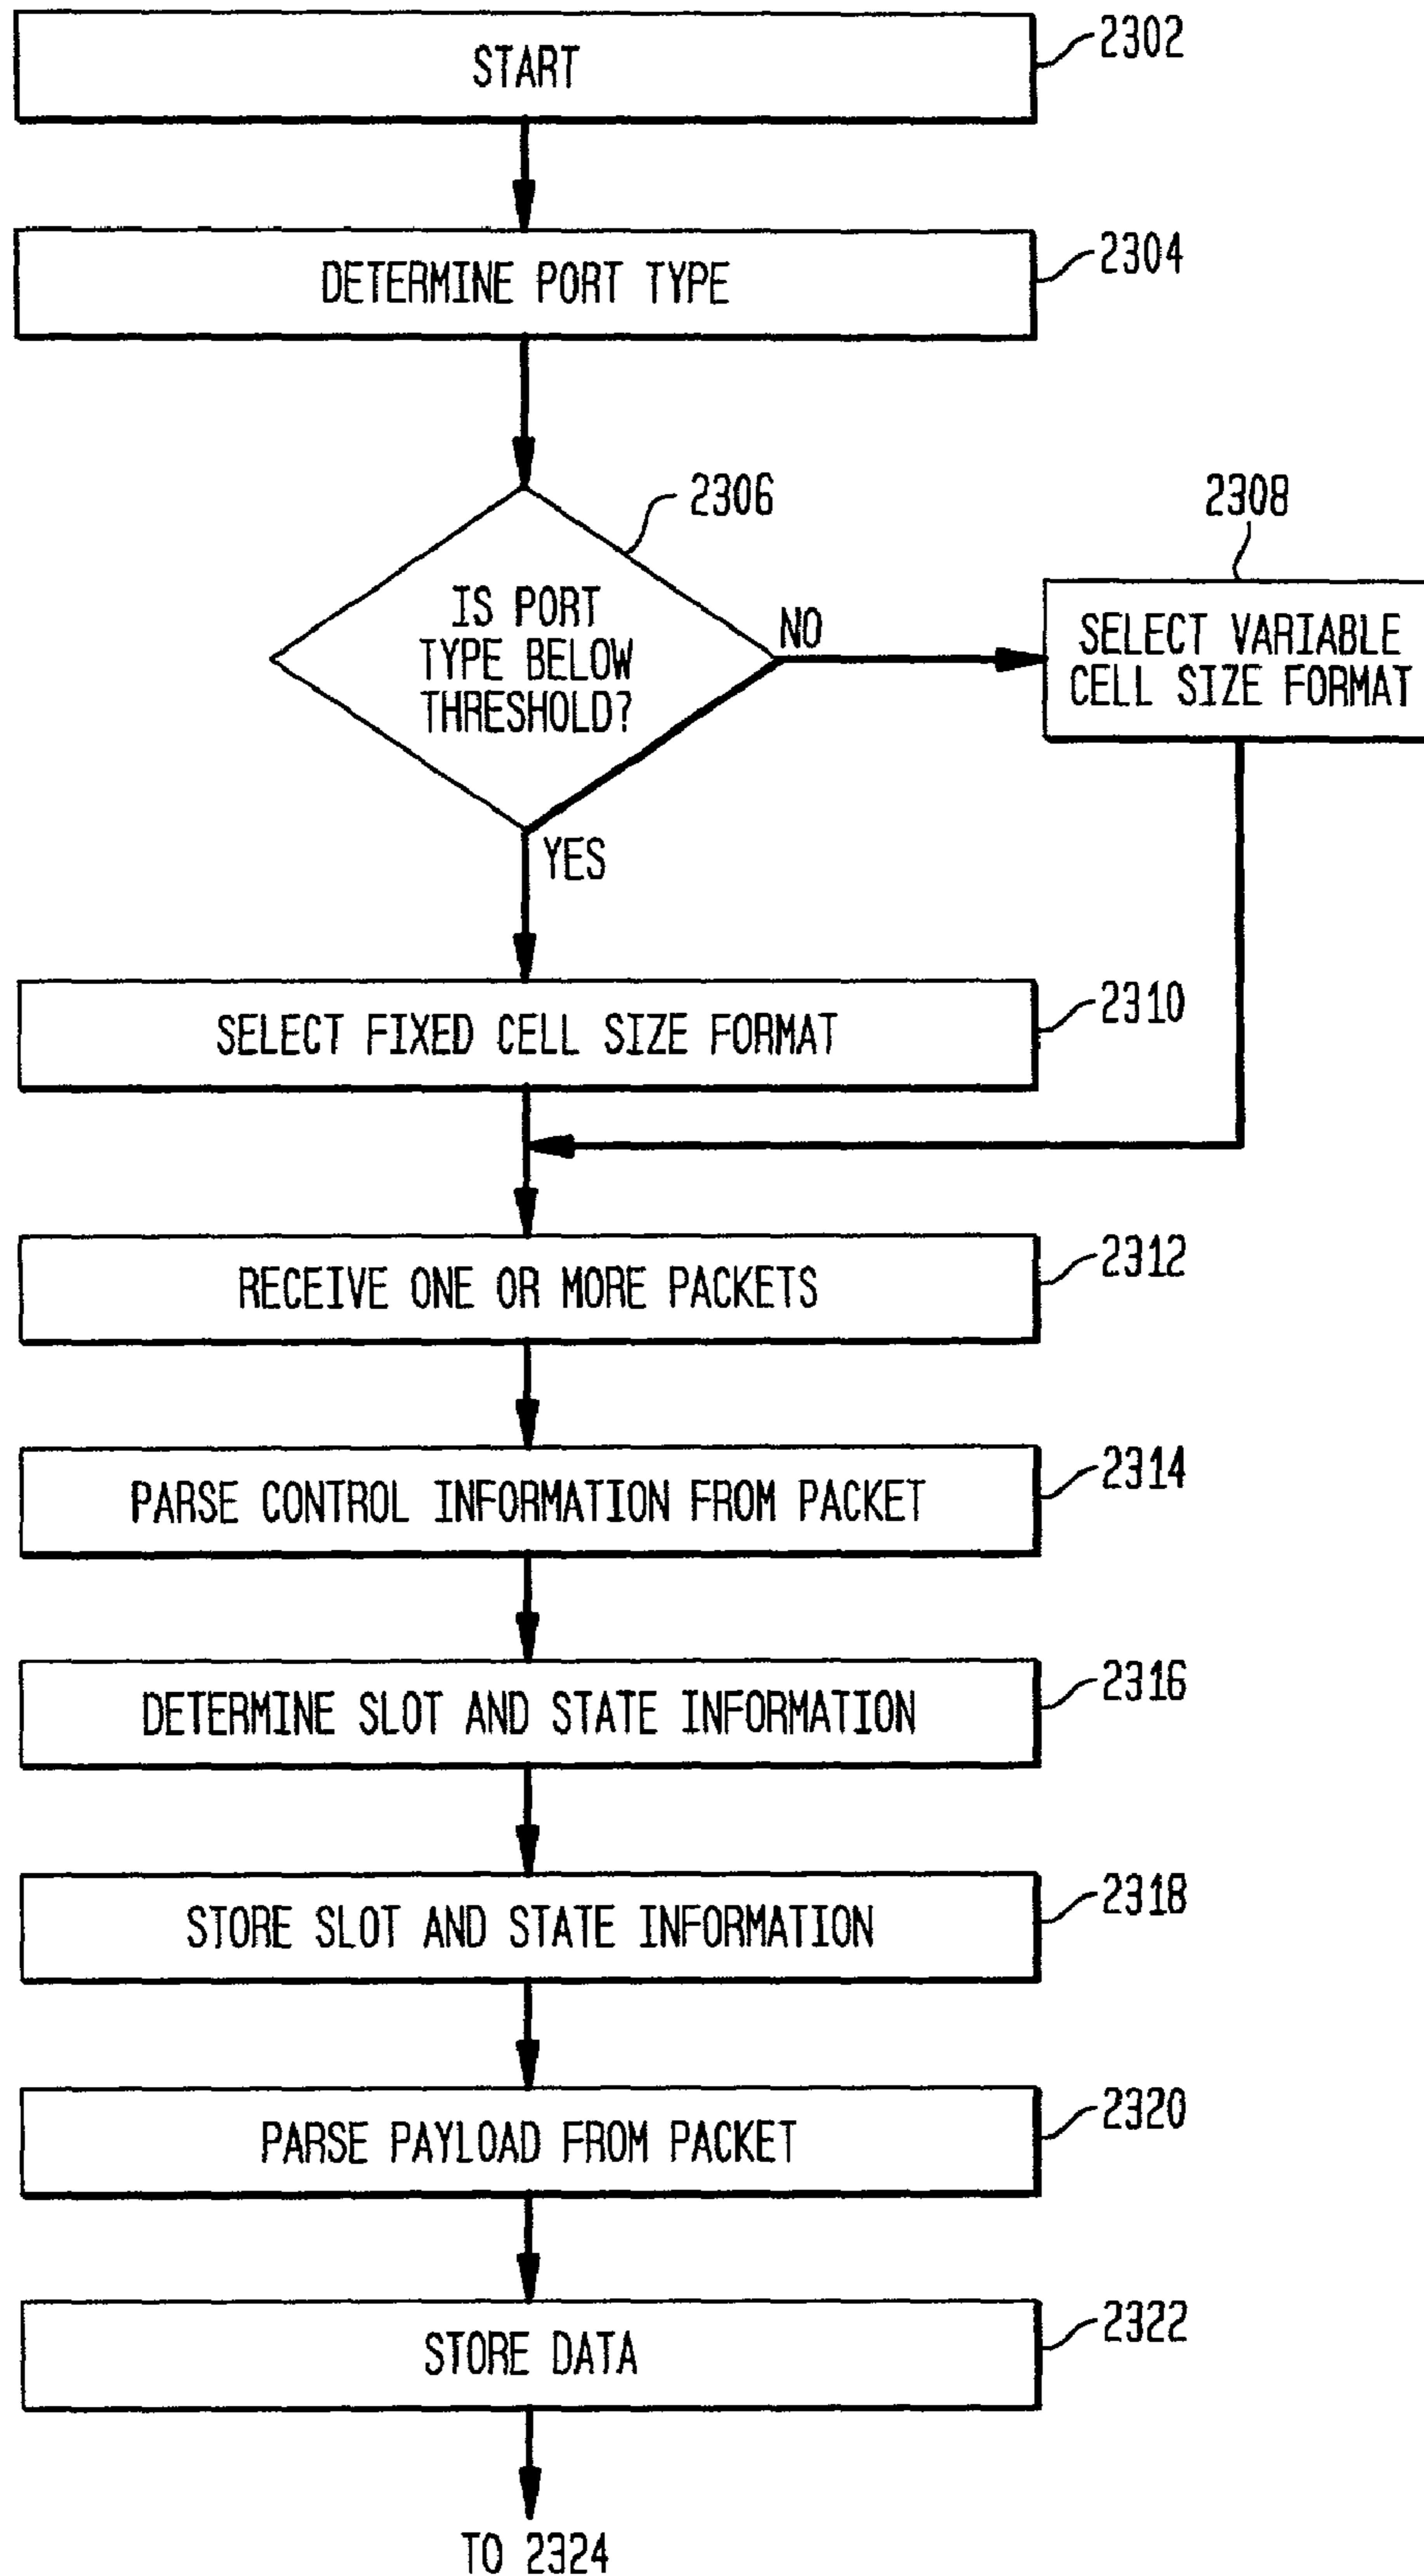 START
2302
DETERMINE PORT TYPE
2304
IS PORT
TYPE BELOW
THRESHOLD?
2306
NO
2308
SELECT VARIABLE
CELL SIZE FORMAT
YES
SELECT FIXED CELL SIZE FORMAT
2310
RECEIVE ONE OR MORE PACKETS
2312
PARSE CONTROL INFORMATION FROM PACKET
2314
DETERMINE SLOT AND STATE INFORMATION
2316
STORE SLOT AND STATE INFORMATION
2318
PARSE PAYLOAD FROM PACKET
2320
STORE DATA
2322
TO 2324